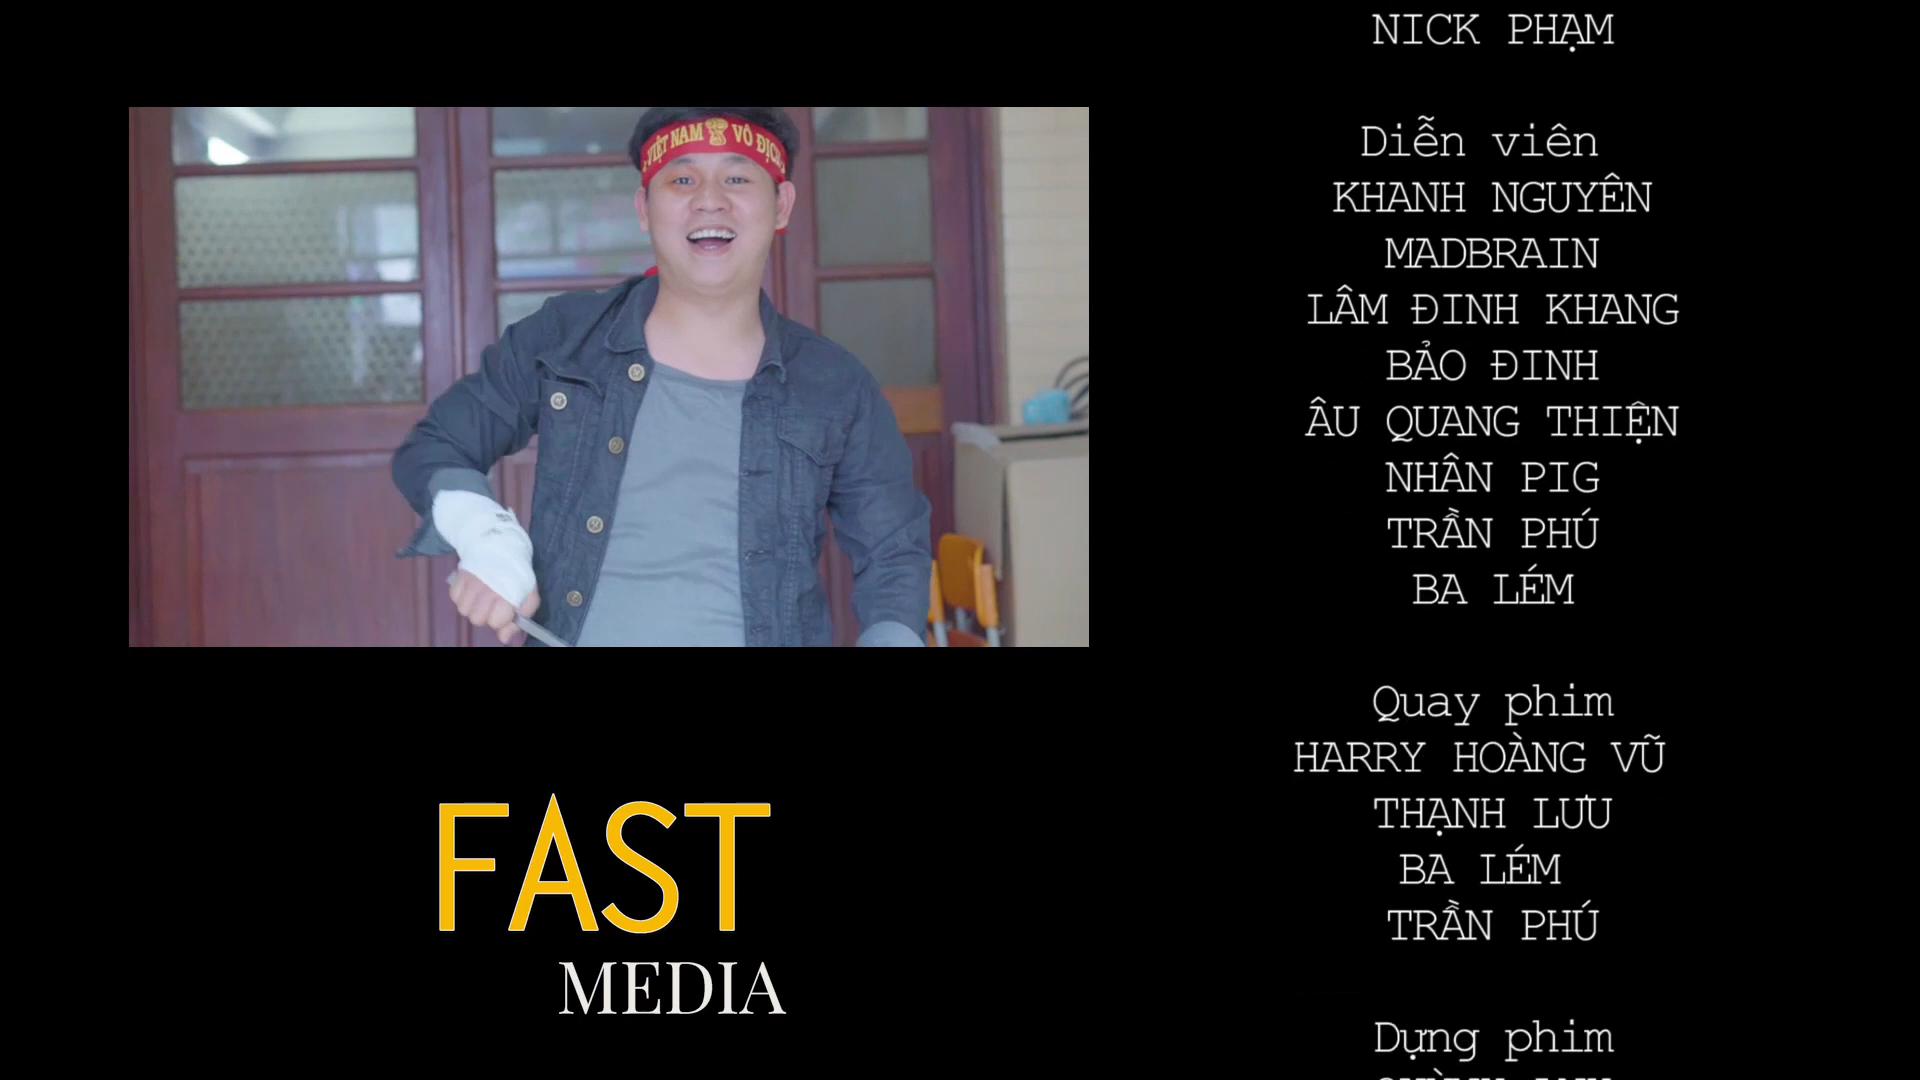 VIỆT NAM VÔ ĐỊCH
FAST
MEDIA
NICK PHẠM
Diễn viên
KHANH NGUYÊN
MADBRAIN
LÂM ĐINH KHANG
BẢO ĐINH
ÂU QUANG THIỆN
NHÂN PIG
TRẦN PHÚ
BA LÉM
Quay phim
HARRY HOÀNG VŨ
THẠNH LƯU
BA LÉM
TRẦN PHÚ
Dựng phim